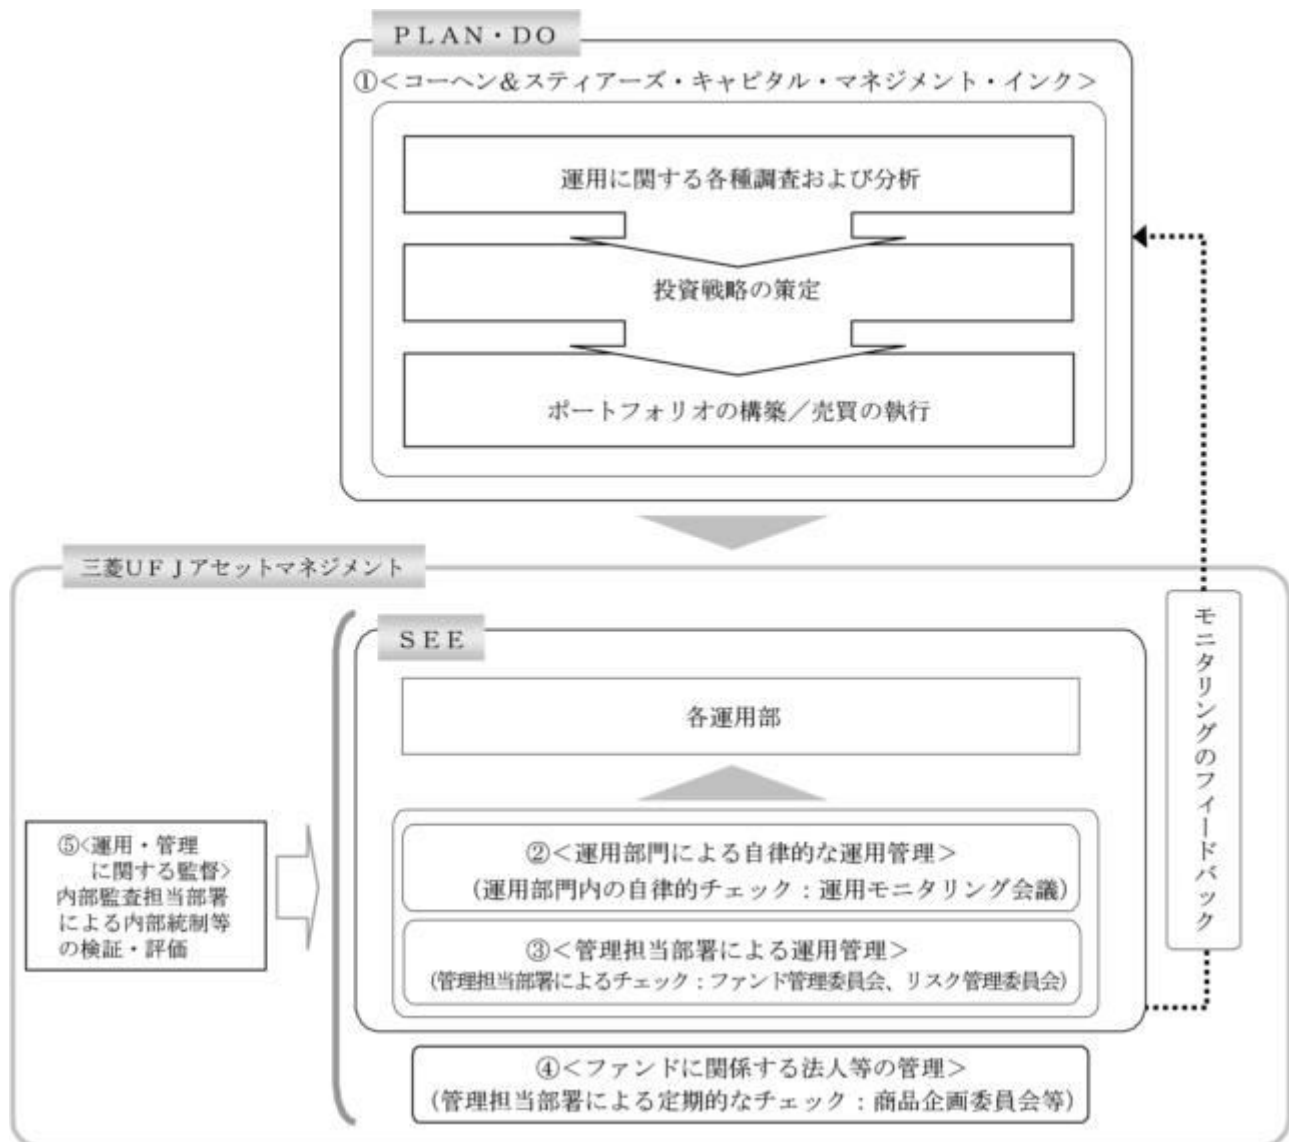 PLAN・DO
①<コーヘン&スティアーズ・キャピタル・マネジメント・インク>
運用に関する各種調査および分析
投資戦略の策定
ポートフォリオの構築/売買の執行
三菱UFJアセットマネジメント
SEE
各運用部
②<運用部門による自律的な運用管理>
(運用部門内の自律的チェック:運用モニタリング会議)
③<管理担当部署による運用管理>
(管理担当部署によるチェック:ファンド管理委員会、リスク管理委員会)
④<ファンドに関係する法人等の管理>
(管理担当部署による定期的なチェック:商品企画委員会等)
⑤<運用・管理
に関する監督>
内部監査担当部署
による内部統制等
の検証・評価
モニタリングのフィードバック